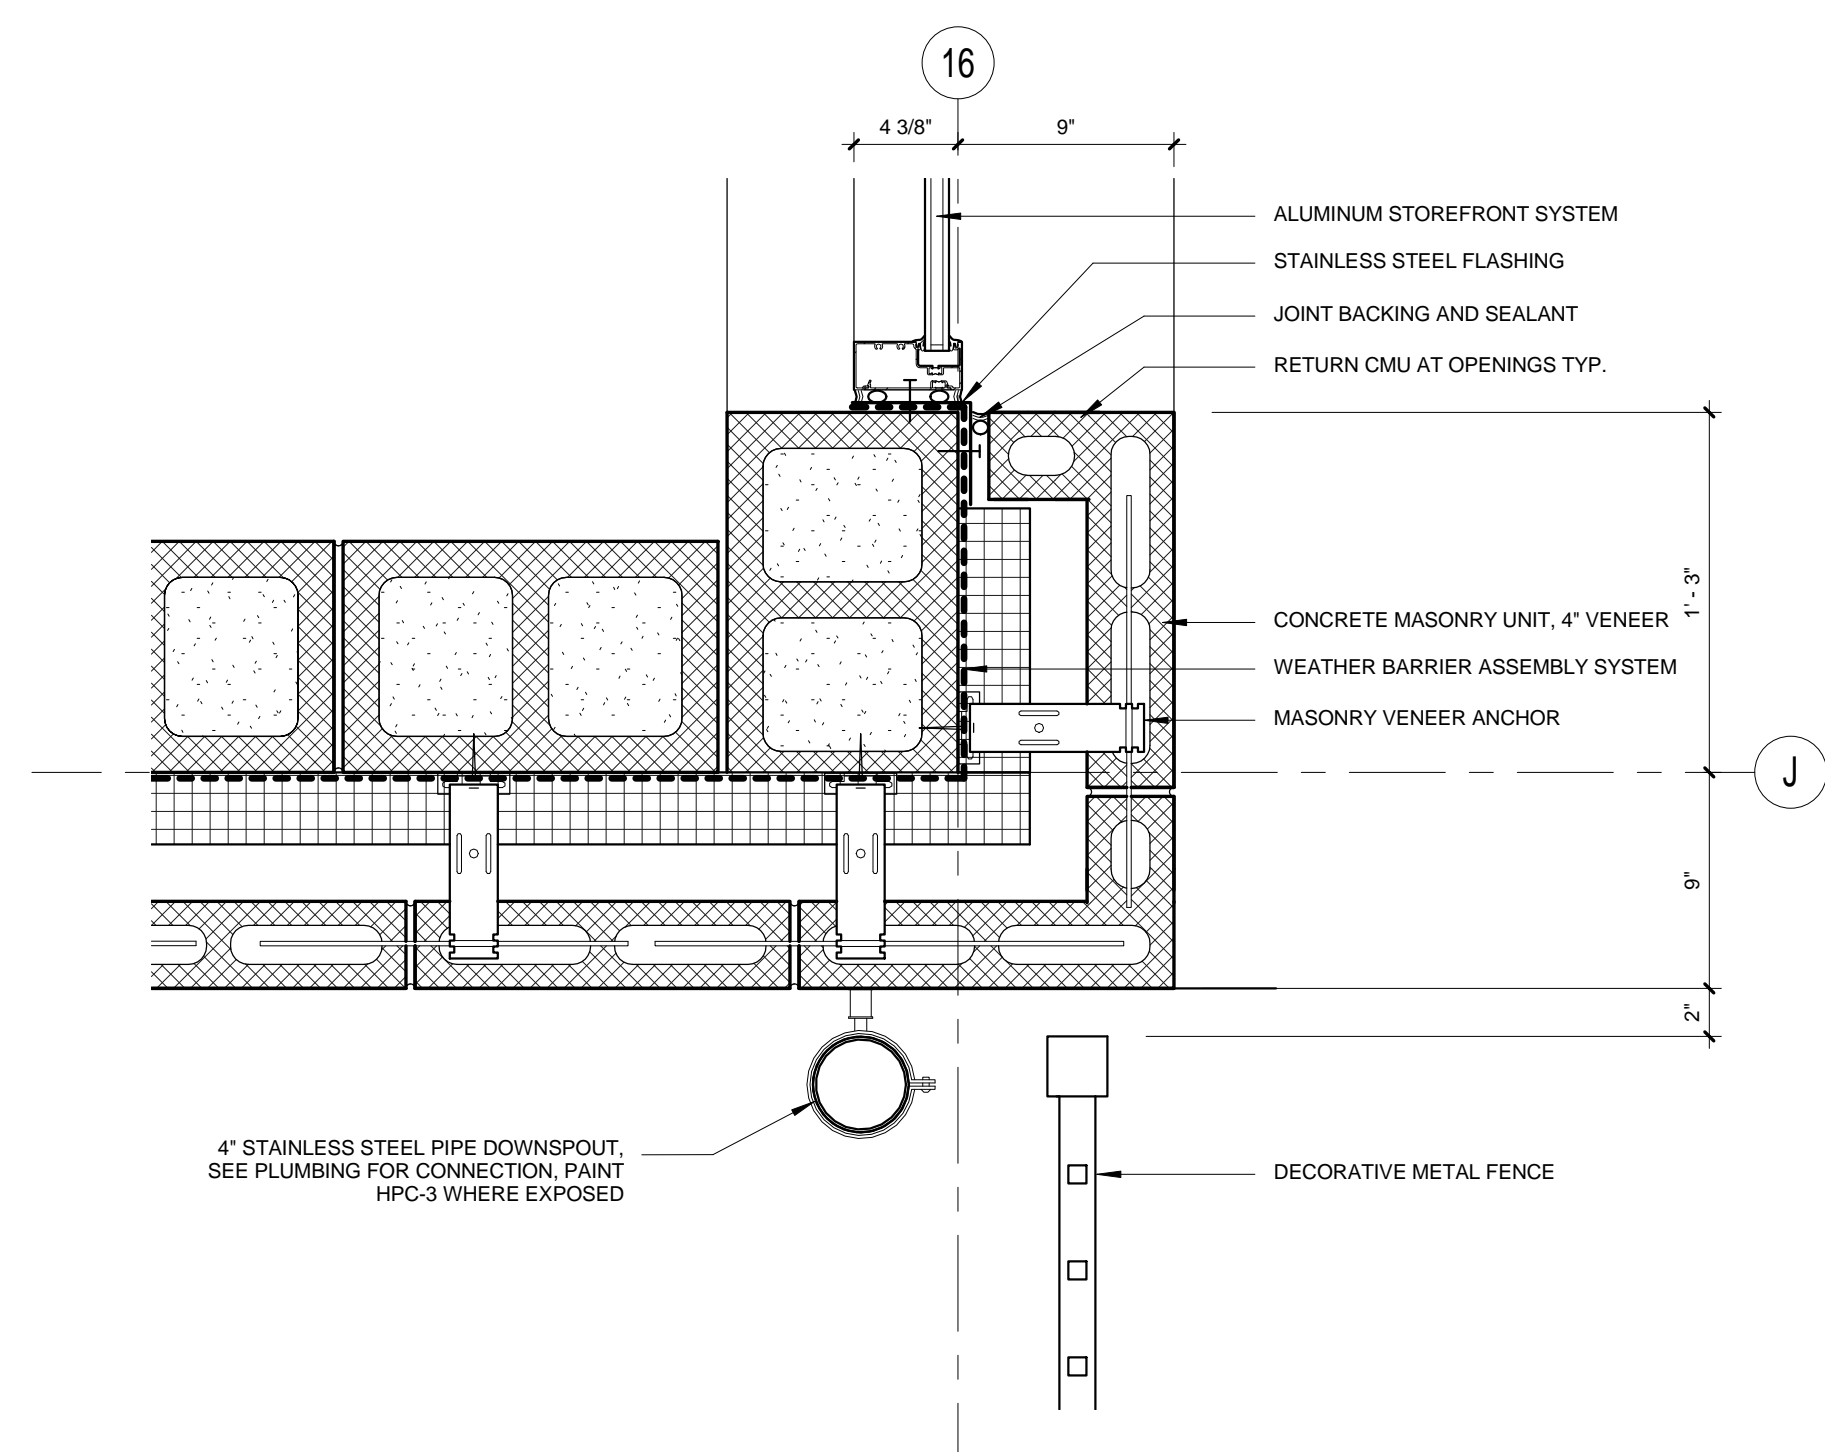 16
4 3/8"
9"
ALUMINUM STOREFRONT SYSTEM
STAINLESS STEEL FLASHING
JOINT BACKING AND SEALANT
RETURN CMU AT OPENINGS TYP.
1' - 3"
CONCRETE MASONRY UNIT, 4" VENEER
WEATHER BARRIER ASSEMBLY SYSTEM
MASONRY VENEER ANCHOR
J
9"
2"
4" STAINLESS STEEL PIPE DOWNSPOUT,
SEE PLUMBING FOR CONNECTION, PAINT
HPC-3 WHERE EXPOSED
DECORATIVE METAL FENCE